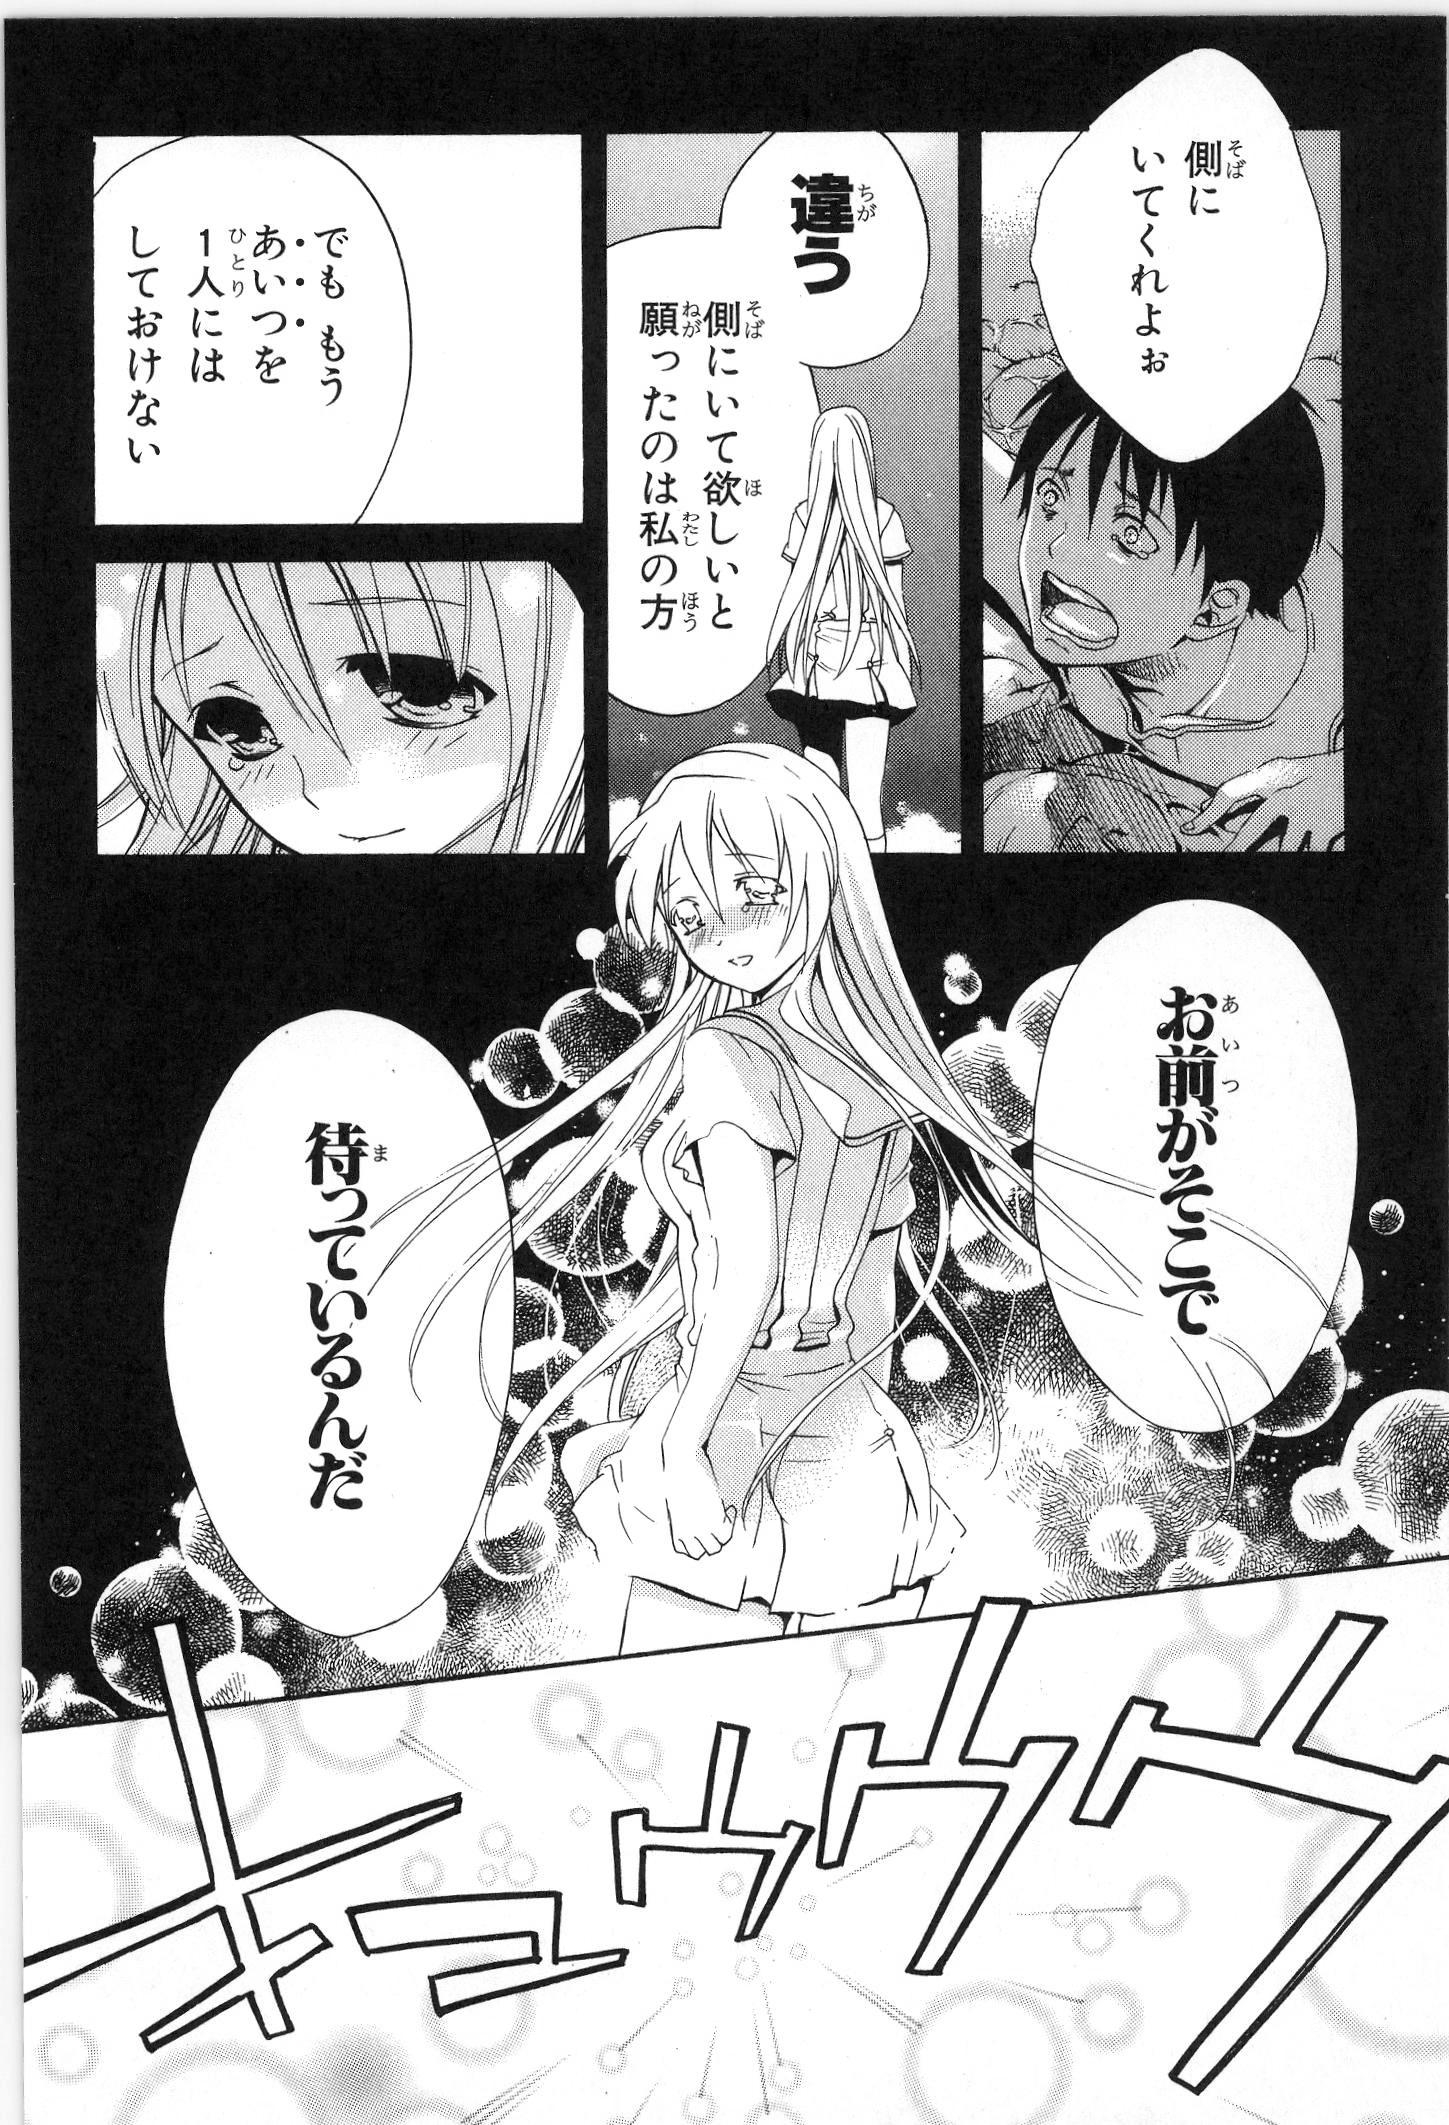 側に
いてくれよぉ
違う
側にいて欲しいと
願ったのは私の方
でも もう
あいつを
1人には
しておけない
お前がそこで
待っているんだ
キュウウウ